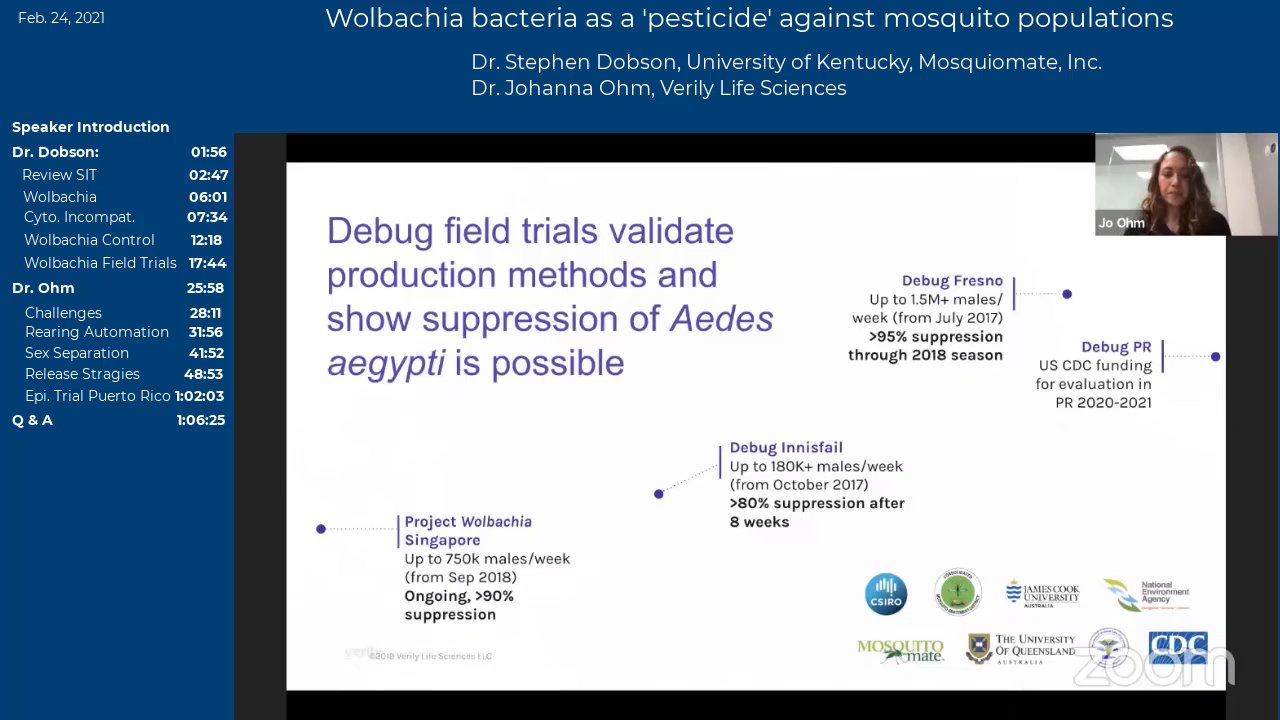 Feb. 24, 2021
Wolbachia bacteria as a 'pesticide' against mosquito populations
Dr. Stephen Dobson, University of Kentucky, Mosquiomate, Inc.
Dr. Johanna Ohm, Verily Life Sciences
Speaker Introduction
Dr. Dobson: 01:56
Review SIT 02:47
Wolbachia 06:01
Cyto. Incompat. 07:34
Wolbachia Control 12:18
Wolbachia Field Trials 17:44
Dr. Ohm 25:58
Challenges 28:11
Rearing Automation 31:56
Sex Separation 41:52
Release Stragies 48:53
Epi. Trial Puerto Rico 1:02:03
Q & A 1:06:25
Jo Ohm
Debug field trials validate
production methods and
show suppression of Aedes
aegypti is possible
Debug Fresno
Up to 1.5M+ males/
week (from July 2017)
>95% suppression
through 2018 season
Debug PR
US CDC funding
for evaluation in
PR 2020-2021
Debug Innisfail
Up to 180K+ males/week
(from October 2017)
>80% suppression after
8 weeks
Project Wolbachia
Singapore
Up to 750k males/week
(from Sep 2018)
Ongoing, >90%
suppression
CSIRO
CONSOLIDATED
JAMES COOK
UNIVERSITY
AUSTRALIA
National
Environment
Agency
MOSQUITO
mate
THE UNIVERSITY
OF QUEENSLAND
AUSTRALIA
CDC
verily
©2019 Verily Life Sciences LLC
zoom